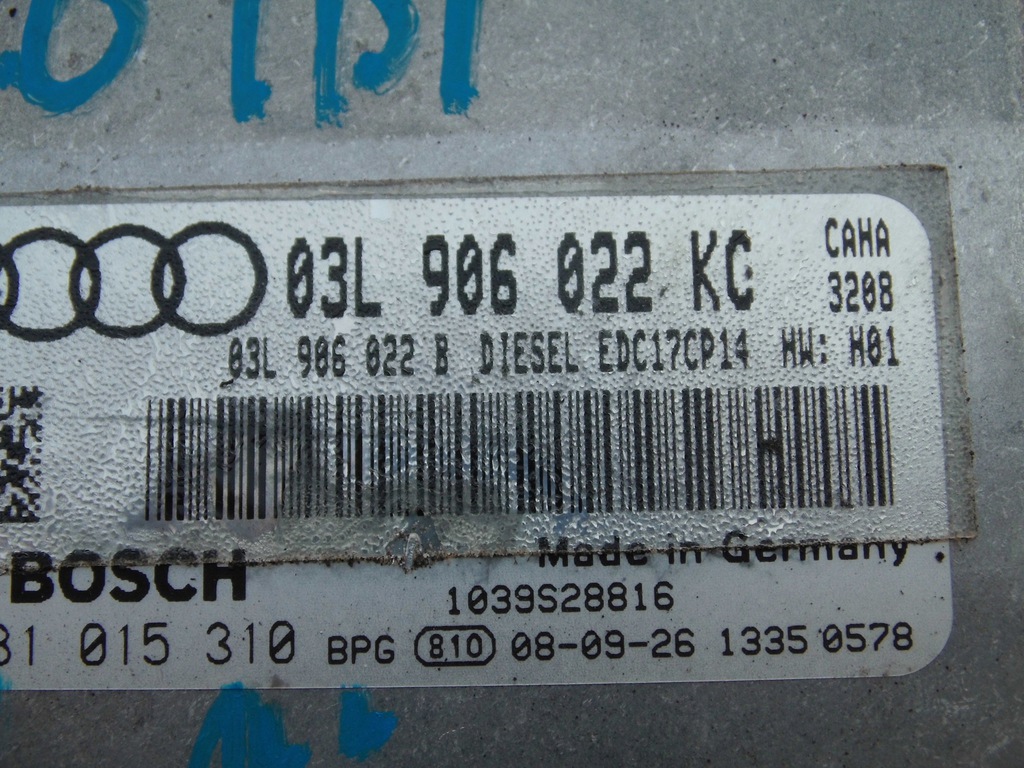 TDI
03L 906 022 KC
CAHA
3208
03L 906 022 B DIESEL EDC17CP14 HW: H01
BOSCH
Made in Germany
1039S28816
81 015 310 BPG 810 08-09-26 1335 0578